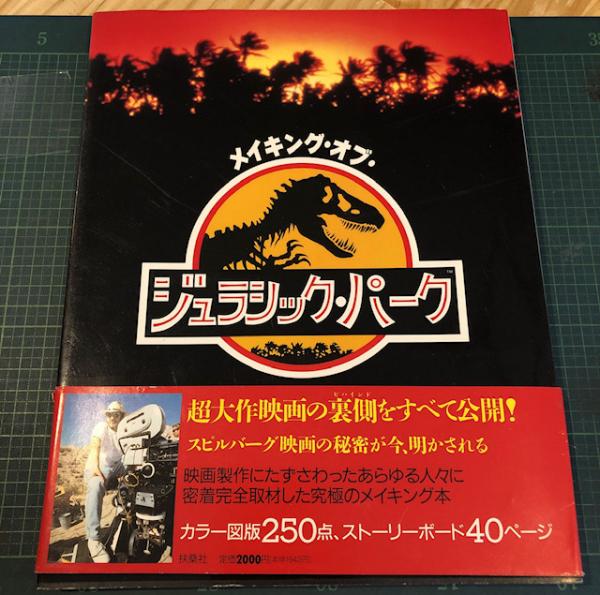 5
メイキング・オブ・
ジュラシック・パーク
TM
超大作映画の裏側をすべて公開!
ビハインド
スピルバーグ映画の秘密が今、明かされる
映画製作にたずさわったあらゆる人々に
密着完全取材した究極のメイキング本
カラー図版250点、ストーリーボード40ページ
扶桑社 定価2000円